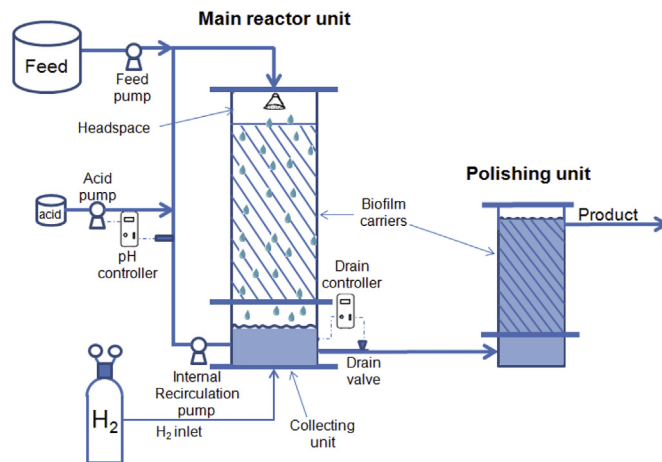 Main reactor unit
Feed
Feed
pump
Headspace
Acid
pump
acid
pH
controller
Polishing unit
Biofilm
carriers
Product
Drain
controller
Drain
valve
Internal
Recirculation
pump
H₂
H₂ inlet
Collecting
unit